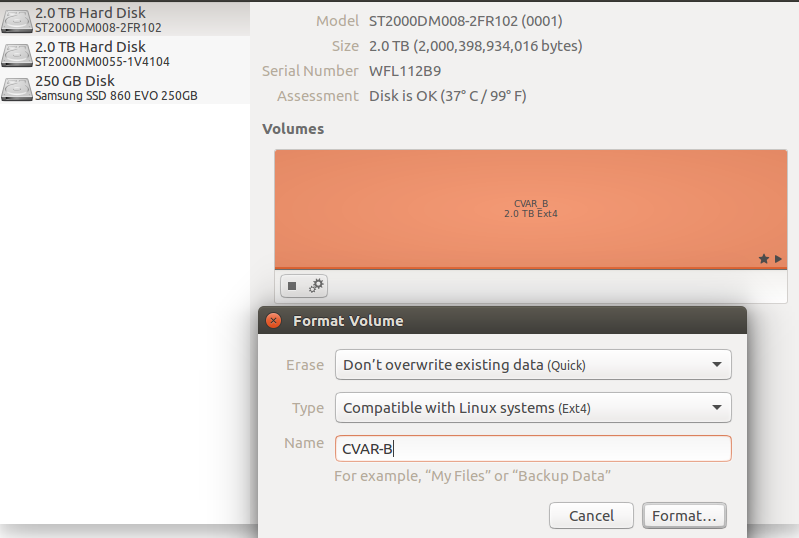 2.0 TB Hard Disk
ST2000DM008-2FR102
2.0 TB Hard Disk
ST2000NM0055-1V4104
250 GB Disk
Samsung SSD 860 EVO 250GB
Model ST2000DM008-2FR102 (0001)
Size 2.0 TB (2,000,398,934,016 bytes)
Serial Number WFL112B9
Assessment Disk is OK (37° C / 99° F)
Volumes
CVAR_B
2.0 TB Ext4
Format Volume
Erase Don’t overwrite existing data (Quick)
Type Compatible with Linux systems (Ext4)
Name CVAR-B
For example, “My Files” or “Backup Data”
Cancel Format…